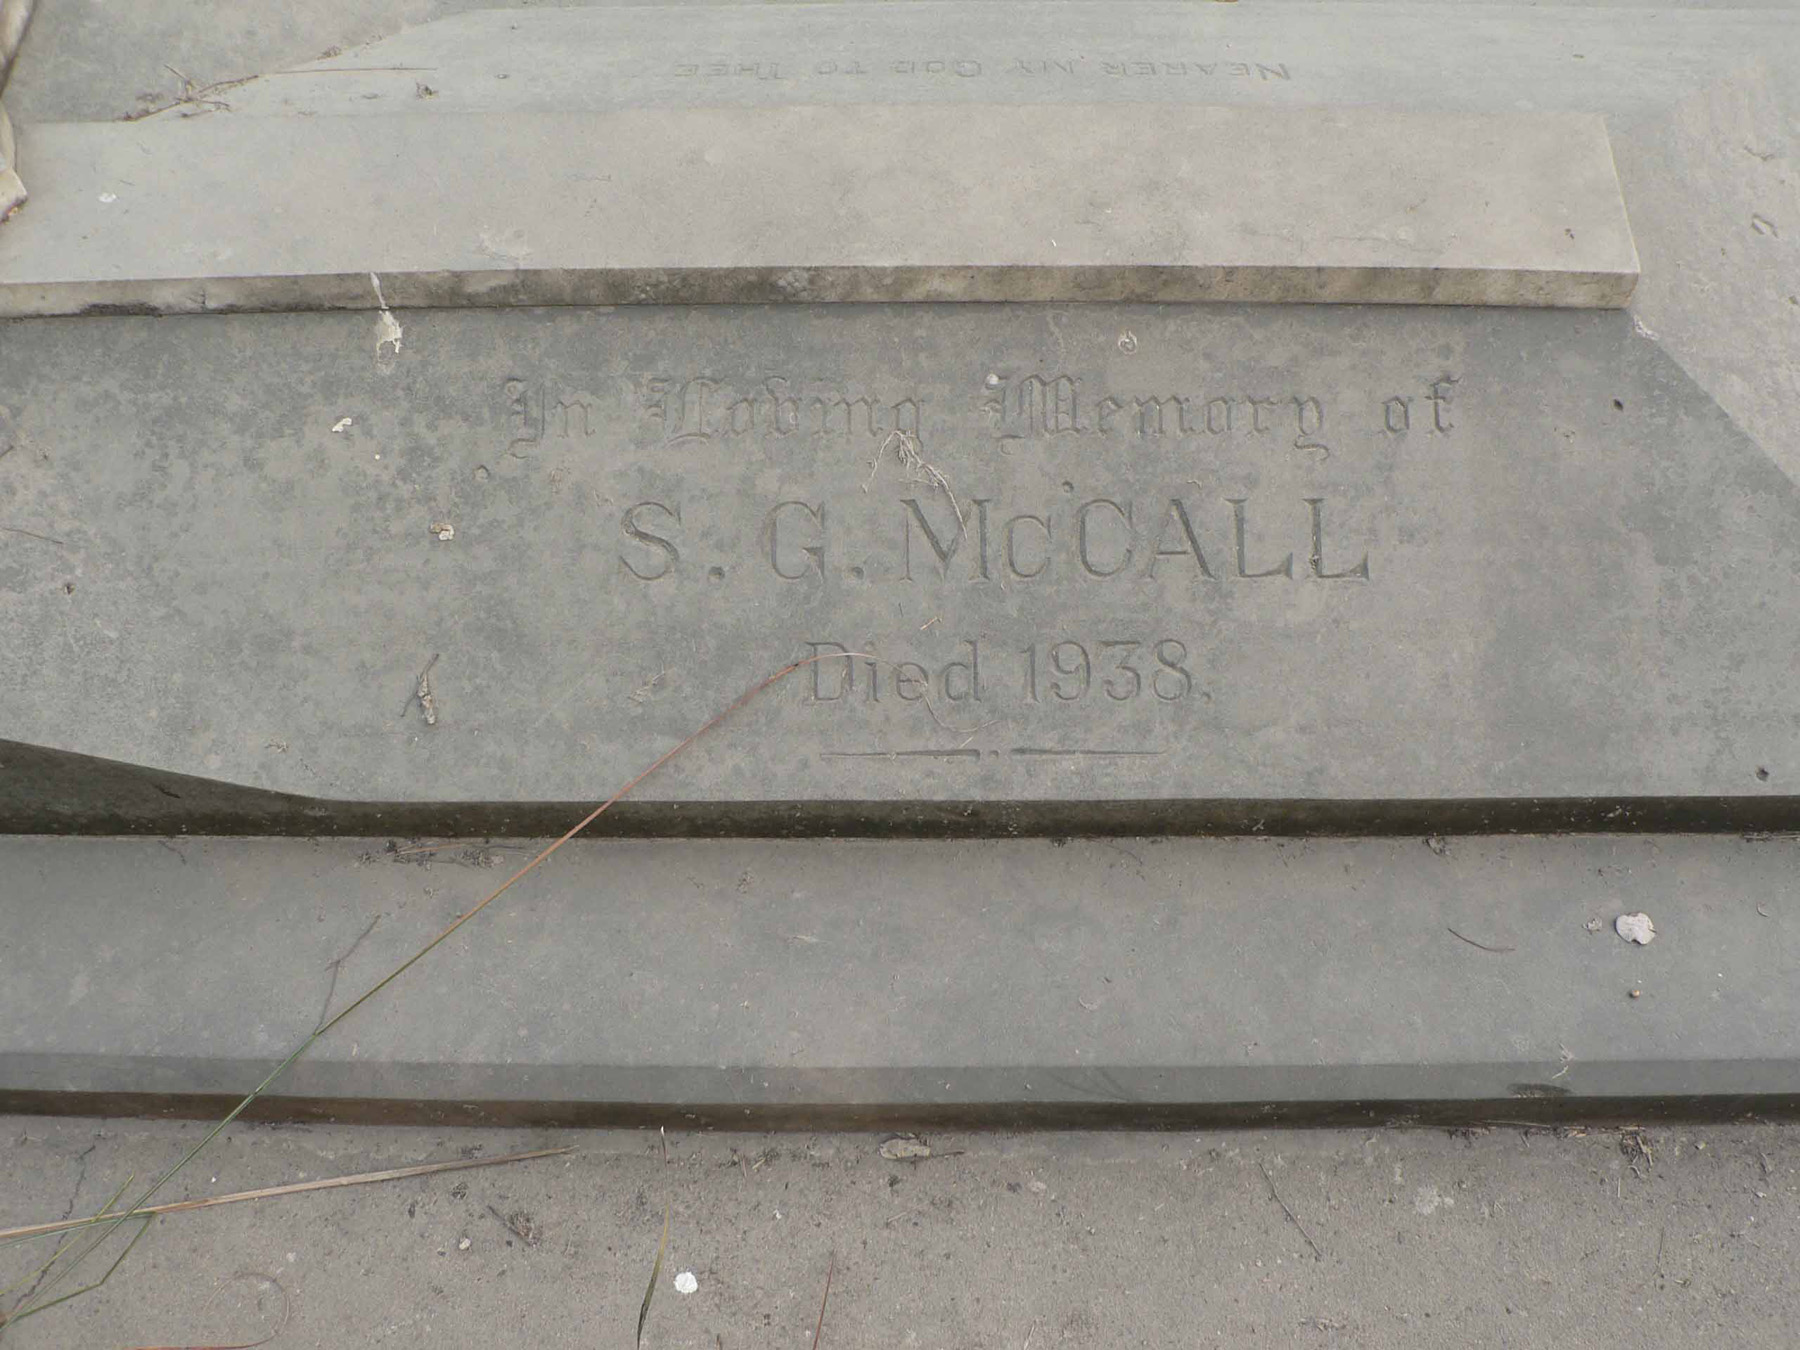 NEARER MY GOD TO THEE
In Loving Memory of
S. G. McCALL
Died 1938.